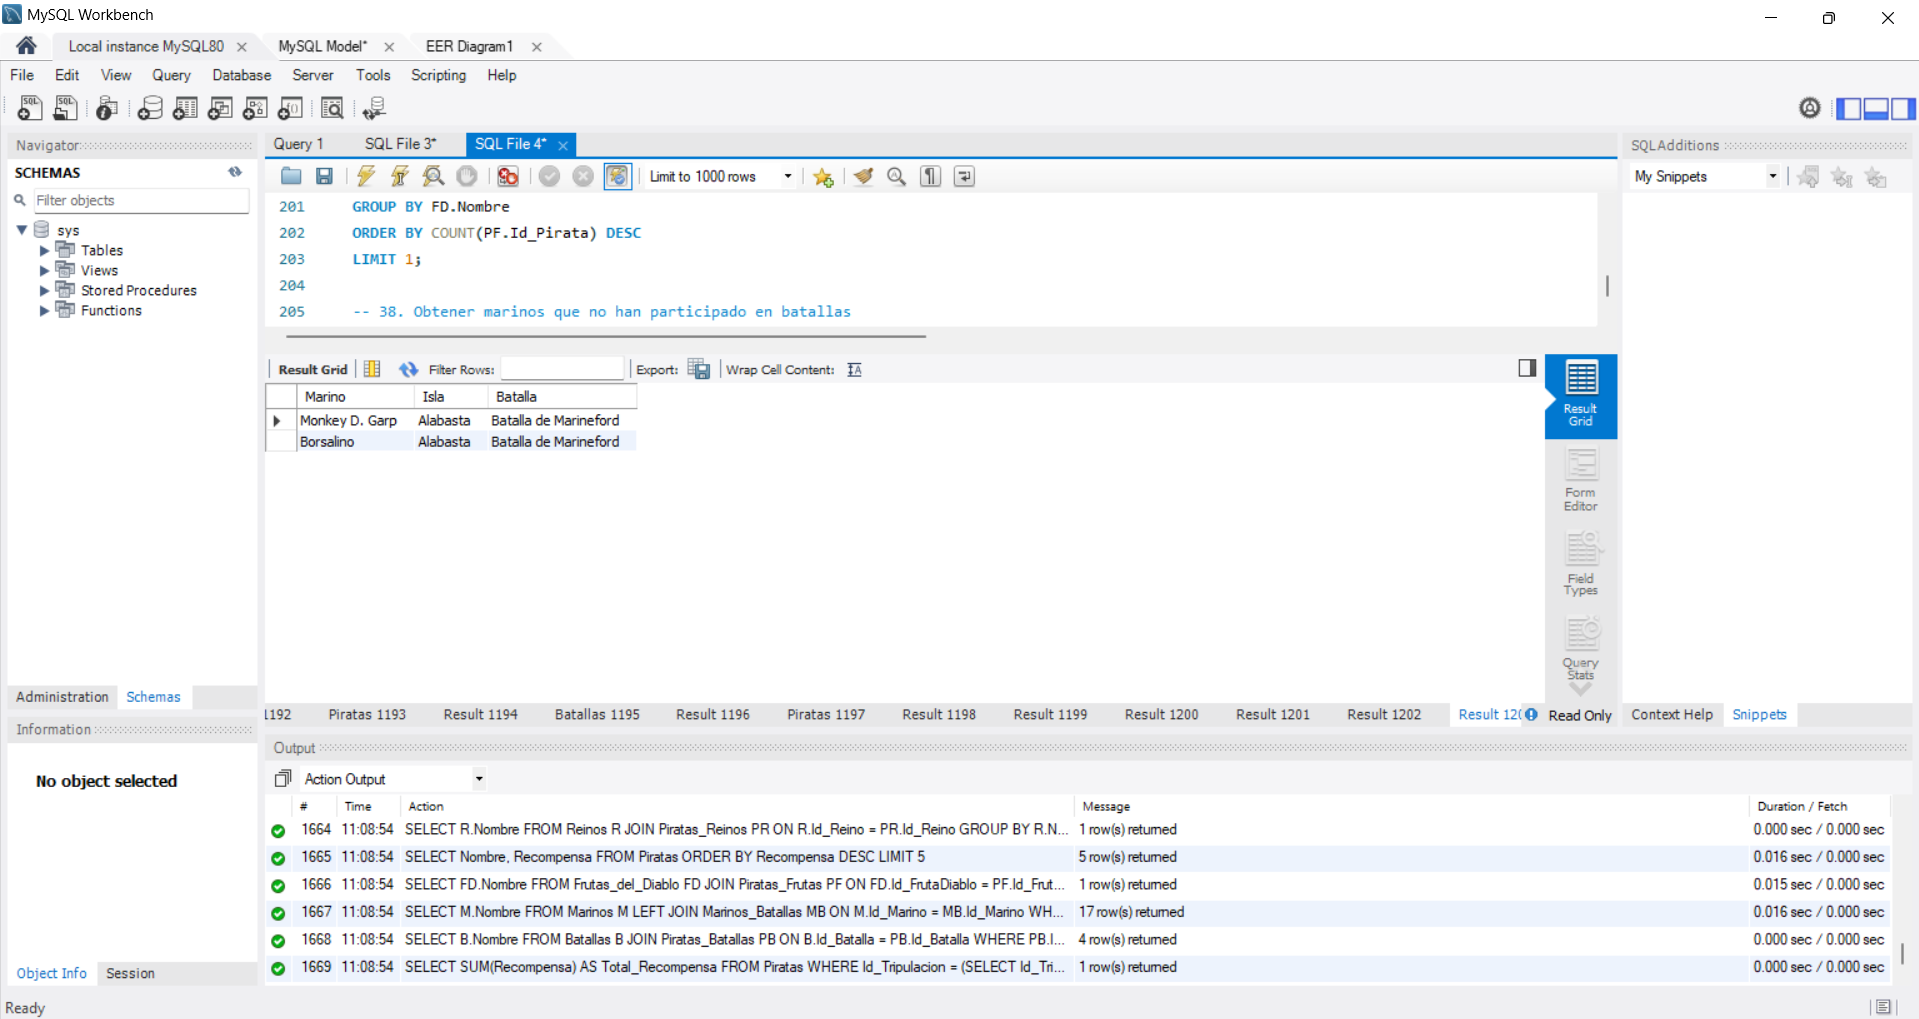 MySQL Workbench
Local instance MySQL80
MySQL Model*
EER Diagram1
File Edit View Query Database Server Tools Scripting Help
Navigator
SCHEMAS
Filter objects
sys
Tables
Views
Stored Procedures
Functions
Administration Schemas
Information
No object selected
Object Info Session
Ready
Query 1 SQL File 3* SQL File 4*
Limit to 1000 rows
201 GROUP BY FD.Nombre
202 ORDER BY COUNT(PF.Id_Pirata) DESC
203 LIMIT 1;
204
205 -- 38. Obtener marinos que no han participado en batallas
Result Grid Filter Rows: Export: Wrap Cell Content:
Marino Isla Batalla
Monkey D. Garp Alabasta Batalla de Marineford
Borsalino Alabasta Batalla de Marineford
Result Grid
Form Editor
Field Types
Query Stats
1192 Piratas 1193 Result 1194 Batallas 1195 Result 1196 Piratas 1197 Result 1198 Result 1199 Result 1200 Result 1201 Result 1202 Result 120 Read Only
SQLAdditions
My Snippets
Context Help Snippets
Output
Action Output
# Time Action Message Duration / Fetch
1664 11:08:54 SELECT R.Nombre FROM Reinos R JOIN Piratas_Reinos PR ON R.Id_Reino = PR.Id_Reino GROUP BY R.N... 1 row(s) returned 0.000 sec / 0.000 sec
1665 11:08:54 SELECT Nombre, Recompensa FROM Piratas ORDER BY Recompensa DESC LIMIT 5 5 row(s) returned 0.016 sec / 0.000 sec
1666 11:08:54 SELECT FD.Nombre FROM Frutas_del_Diablo FD JOIN Piratas_Frutas PF ON FD.Id_FrutaDiablo = PF.Id_Frut... 1 row(s) returned 0.015 sec / 0.000 sec
1667 11:08:54 SELECT M.Nombre FROM Marinos M LEFT JOIN Marinos_Batallas MB ON M.Id_Marino = MB.Id_Marino WH... 17 row(s) returned 0.016 sec / 0.000 sec
1668 11:08:54 SELECT B.Nombre FROM Batallas B JOIN Piratas_Batallas PB ON B.Id_Batalla = PB.Id_Batalla WHERE PB.I... 4 row(s) returned 0.000 sec / 0.000 sec
1669 11:08:54 SELECT SUM(Recompensa) AS Total_Recompensa FROM Piratas WHERE Id_Tripulacion = (SELECT Id_Tri... 1 row(s) returned 0.000 sec / 0.000 sec